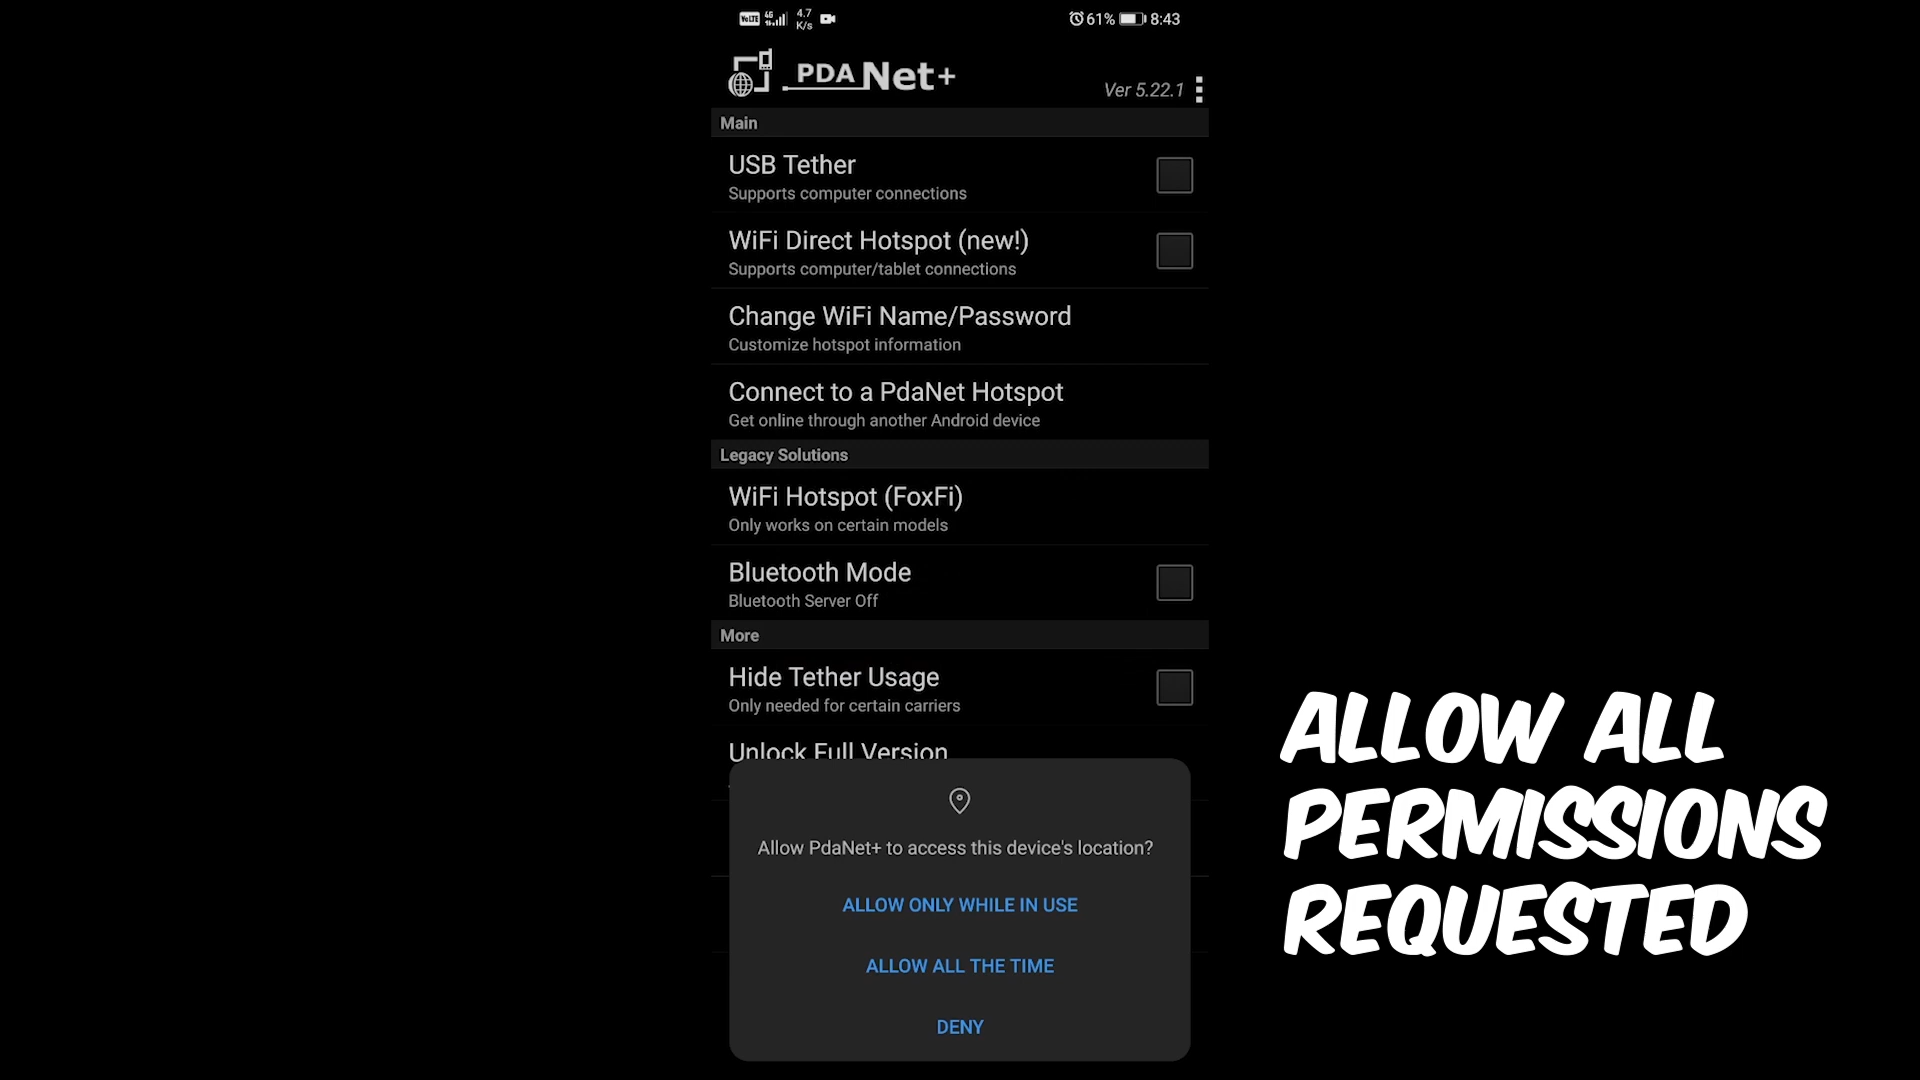 VoLTE 4G 4.7 K/s 61% 8:43
PDA Net+
Ver 5.22.1
Main
USB Tether
Supports computer connections
WiFi Direct Hotspot (new!)
Supports computer/tablet connections
Change WiFi Name/Password
Customize hotspot information
Connect to a PdaNet Hotspot
Get online through another Android device
Legacy Solutions
WiFi Hotspot (FoxFi)
Only works on certain models
Bluetooth Mode
Bluetooth Server Off
More
Hide Tether Usage
Only needed for certain carriers
Unlock Full Version
Allow PdaNet+ to access this device's location?
ALLOW ONLY WHILE IN USE
ALLOW ALL THE TIME
DENY
ALLOW ALL
PERMISSIONS
REQUESTED